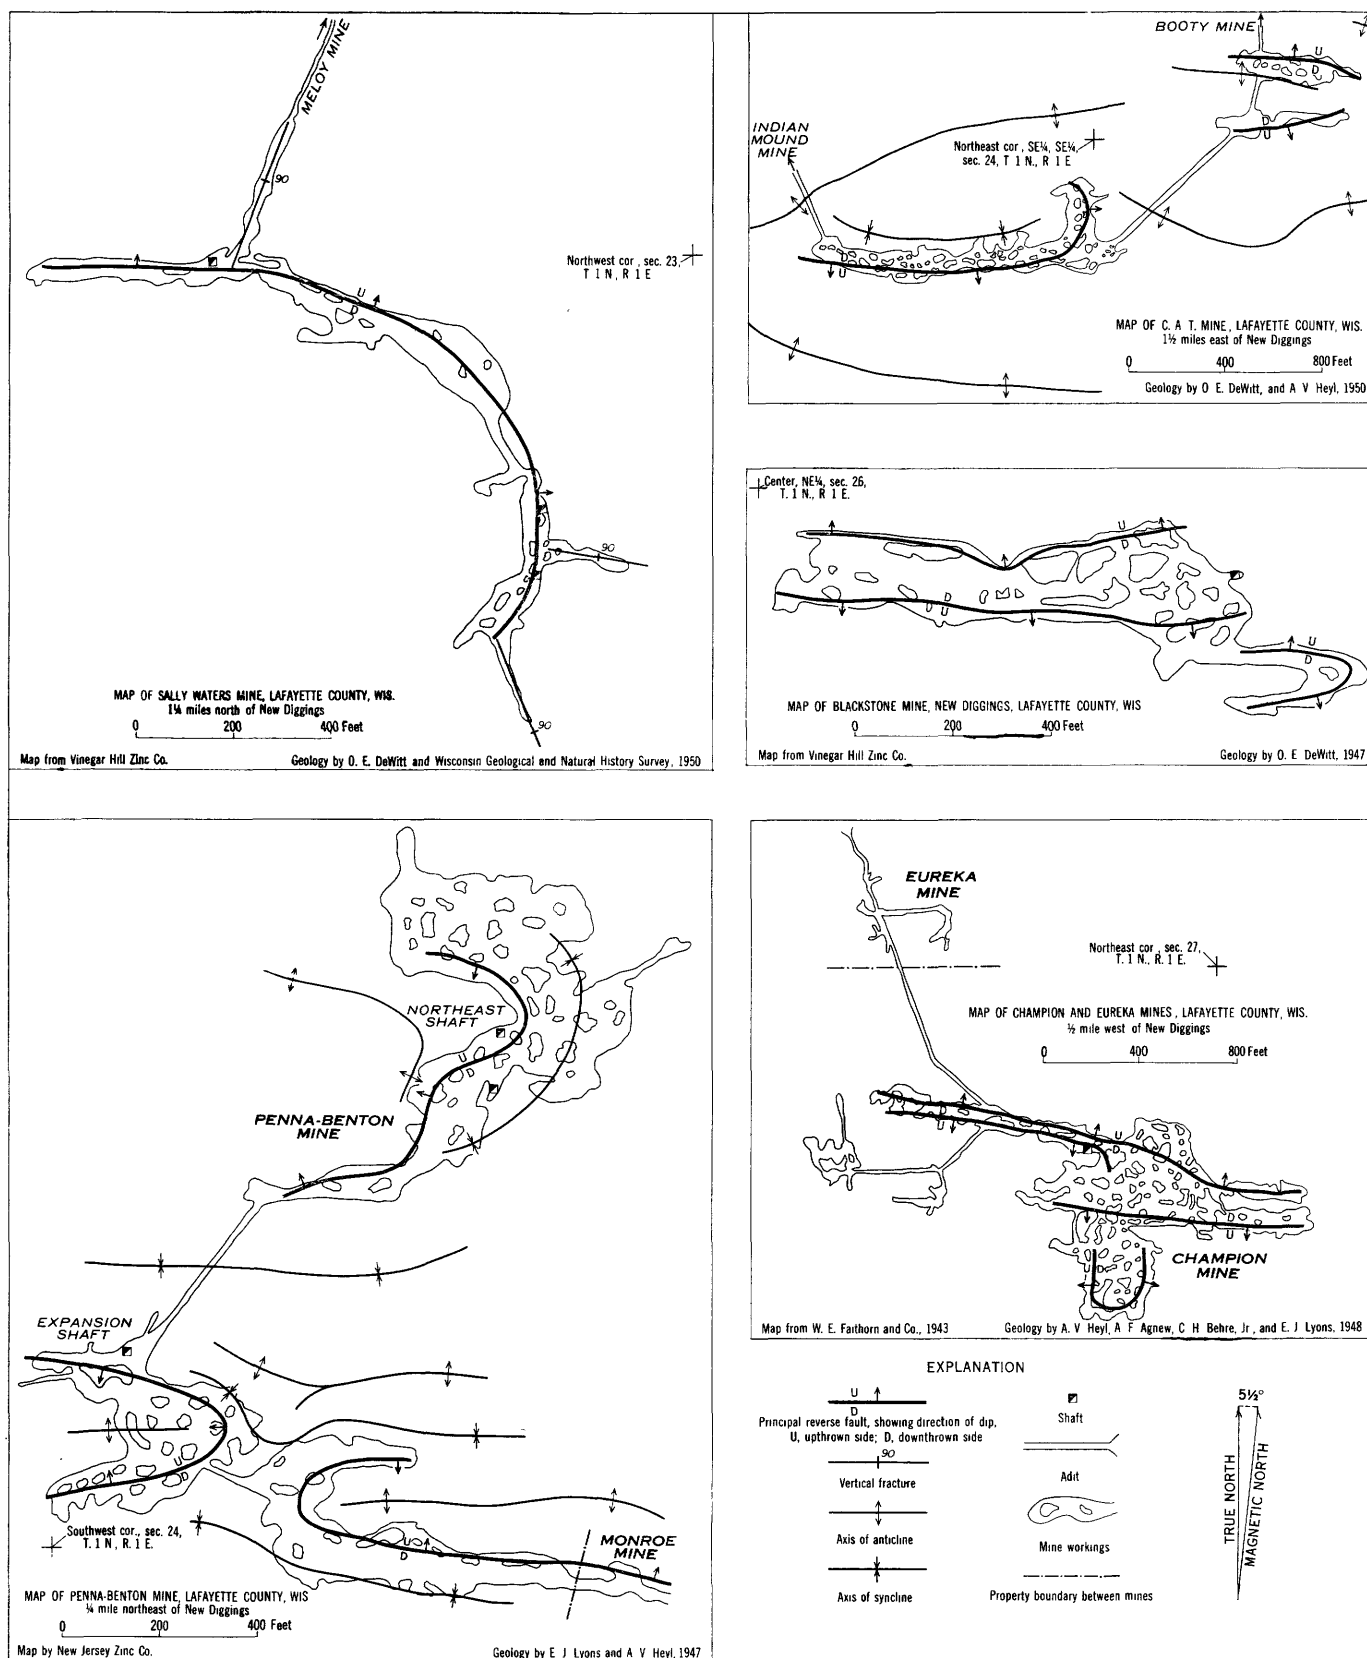 MELOY MINE
90
U
D
Northwest cor, sec. 23,
T 1 N, R 1 E
90
90
MAP OF SALLY WATERS MINE, LAFAYETTE COUNTY, WIS.
1¼ miles north of New Diggings
0 200 400 Feet
Map from Vinegar Hill Zinc Co. Geology by O. E. DeWitt and Wisconsin Geological and Natural History Survey, 1950
BOOTY MINE
U
D
D
U
INDIAN
MOUND
MINE
Northeast cor, SE¼, SE¼,
sec. 24, T 1 N., R 1 E
D
U
MAP OF C. A T. MINE, LAFAYETTE COUNTY, WIS.
1½ miles east of New Diggings
0 400 800 Feet
Geology by O E. DeWitt, and A V Heyl, 1950
Center, NE¼, sec. 26,
T. 1 N., R 1 E.
U
D
D
U
U
D
MAP OF BLACKSTONE MINE, NEW DIGGINGS, LAFAYETTE COUNTY, WIS
0 200 400 Feet
Map from Vinegar Hill Zinc Co. Geology by O. E DeWitt, 1947
NORTHEAST
SHAFT
U
D
PENNA-BENTON
MINE
EXPANSION
SHAFT
U
D
Southwest cor., sec. 24,
T. 1 N, R. 1 E.
U
D
MONROE
MINE
MAP OF PENNA-BENTON MINE, LAFAYETTE COUNTY, WIS
¼ mile northeast of New Diggings
0 200 400 Feet
Map by New Jersey Zinc Co. Geology by E J Lyons and A V Heyl, 1947
EUREKA
MINE
Northeast cor, sec. 27,
T. 1 N., R. 1 E.
MAP OF CHAMPION AND EUREKA MINES, LAFAYETTE COUNTY, WIS.
½ mile west of New Diggings
0 400 800 Feet
U
D
D
U
U
D
D
U
U D
CHAMPION
MINE
Map from W. E. Faithorn and Co., 1943 Geology by A. V Heyl, A F Agnew, C H Behre, Jr, and E. J Lyons, 1948
EXPLANATION
U
D
Principal reverse fault, showing direction of dip,
U, upthrown side; D, downthrown side
90
Vertical fracture
Axis of anticline
Axis of syncline
Shaft
Adit
Mine workings
Property boundary between mines
5½°
TRUE NORTH
MAGNETIC NORTH